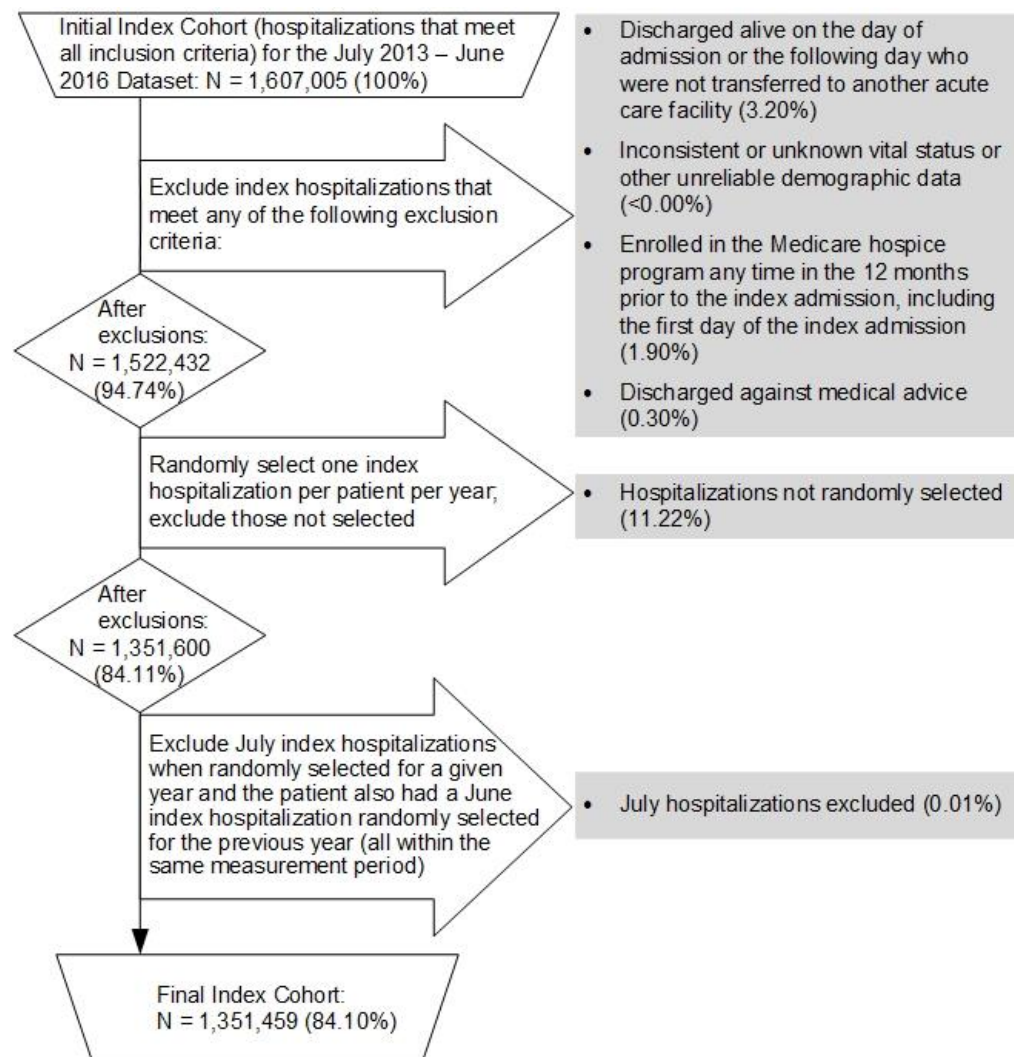 Initial Index Cohort (hospitalizations that meet
all inclusion criteria) for the July 2013 – June
2016 Dataset: N = 1,607,005 (100%)
Exclude index hospitalizations that
meet any of the following exclusion
criteria:
• Discharged alive on the day of
admission or the following day who
were not transferred to another acute
care facility (3.20%)
• Inconsistent or unknown vital status or
other unreliable demographic data
(<0.00%)
• Enrolled in the Medicare hospice
program any time in the 12 months
prior to the index admission, including
the first day of the index admission
(1.90%)
• Discharged against medical advice
(0.30%)
After
exclusions:
N = 1,522,432
(94.74%)
Randomly select one index
hospitalization per patient per year;
exclude those not selected
• Hospitalizations not randomly selected
(11.22%)
After
exclusions:
N = 1,351,600
(84.11%)
Exclude July index hospitalizations
when randomly selected for a given
year and the patient also had a June
index hospitalization randomly selected
for the previous year (all within the
same measurement period)
• July hospitalizations excluded (0.01%)
Final Index Cohort:
N = 1,351,459 (84.10%)